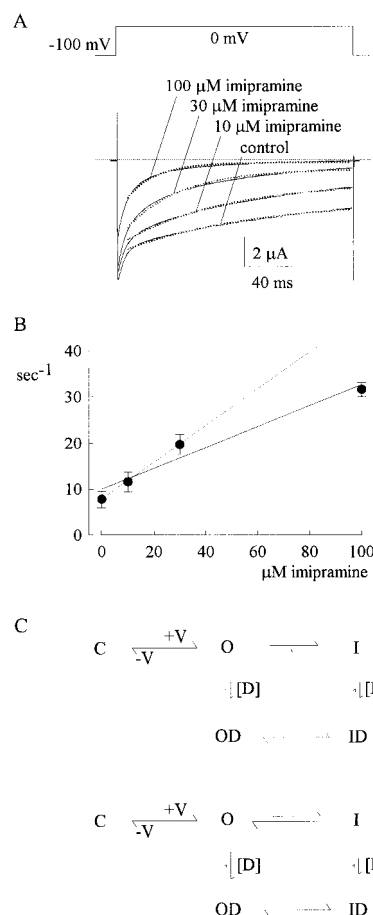 A
-100 mV
0 mV
100 μM imipramine
30 μM imipramine
10 μM imipramine
control
2 μA
40 ms
B
sec-1
40
30
20
10
0
0 20 40 60 80 100
μM imipramine
C
C +V O I
-V
[D] [D
OD ID
C +V O I
-V
[D] [D
OD ID